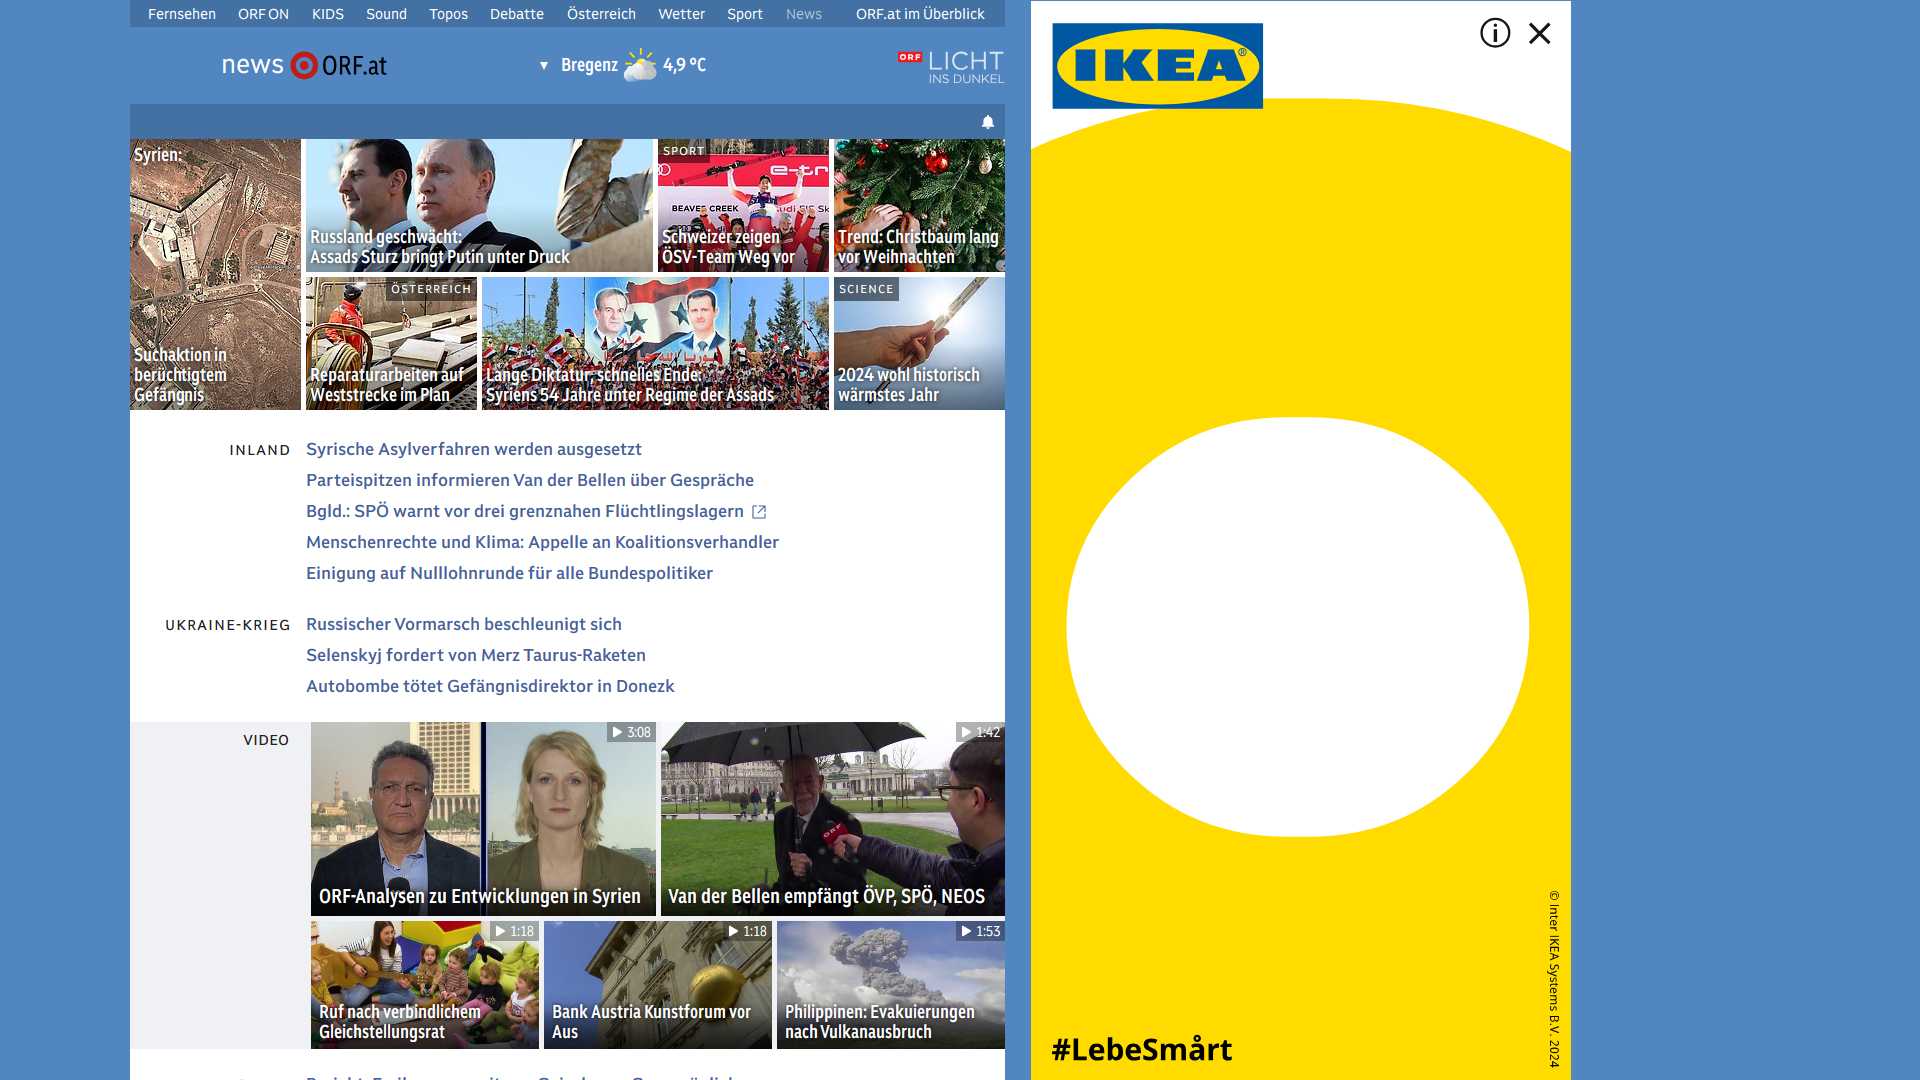 Fernsehen ORF ON KIDS Sound Topos Debatte Österreich Wetter Sport News ORF.at im Überblick
news ORF.at
Bregenz 4,9 °C
ORF LICHT
INS DUNKEL
Syrien:
Suchaktion in
berüchtigtem
Gefängnis
Russland geschwächt:
Assads Sturz bringt Putin unter Druck
SPORT
BEAVER CREEK
Schweizer zeigen
ÖSV-Team Weg vor
Trend: Christbaum lang
vor Weihnachten
ÖSTERREICH
Reparaturarbeiten auf
Weststrecke im Plan
Lange Diktatur, schnelles Ende:
Syriens 54 Jahre unter Regime der Assads
SCIENCE
2024 wohl historisch
wärmstes Jahr
INLAND
Syrische Asylverfahren werden ausgesetzt
Parteispitzen informieren Van der Bellen über Gespräche
Bgld.: SPÖ warnt vor drei grenznahen Flüchtlingslagern
Menschenrechte und Klima: Appelle an Koalitionsverhandler
Einigung auf Nulllohnrunde für alle Bundespolitiker
UKRAINE-KRIEG
Russischer Vormarsch beschleunigt sich
Selenskyj fordert von Merz Taurus-Raketen
Autobombe tötet Gefängnisdirektor in Donezk
VIDEO
3:08
ORF-Analysen zu Entwicklungen in Syrien
1:42
ORF
Van der Bellen empfängt ÖVP, SPÖ, NEOS
1:18
Ruf nach verbindlichem
Gleichstellungsrat
1:18
Bank Austria Kunstforum vor
Aus
1:53
Philippinen: Evakuierungen
nach Vulkanausbruch
IKEA®
© Inter IKEA Systems B.V. 2024
#LebeSmårt